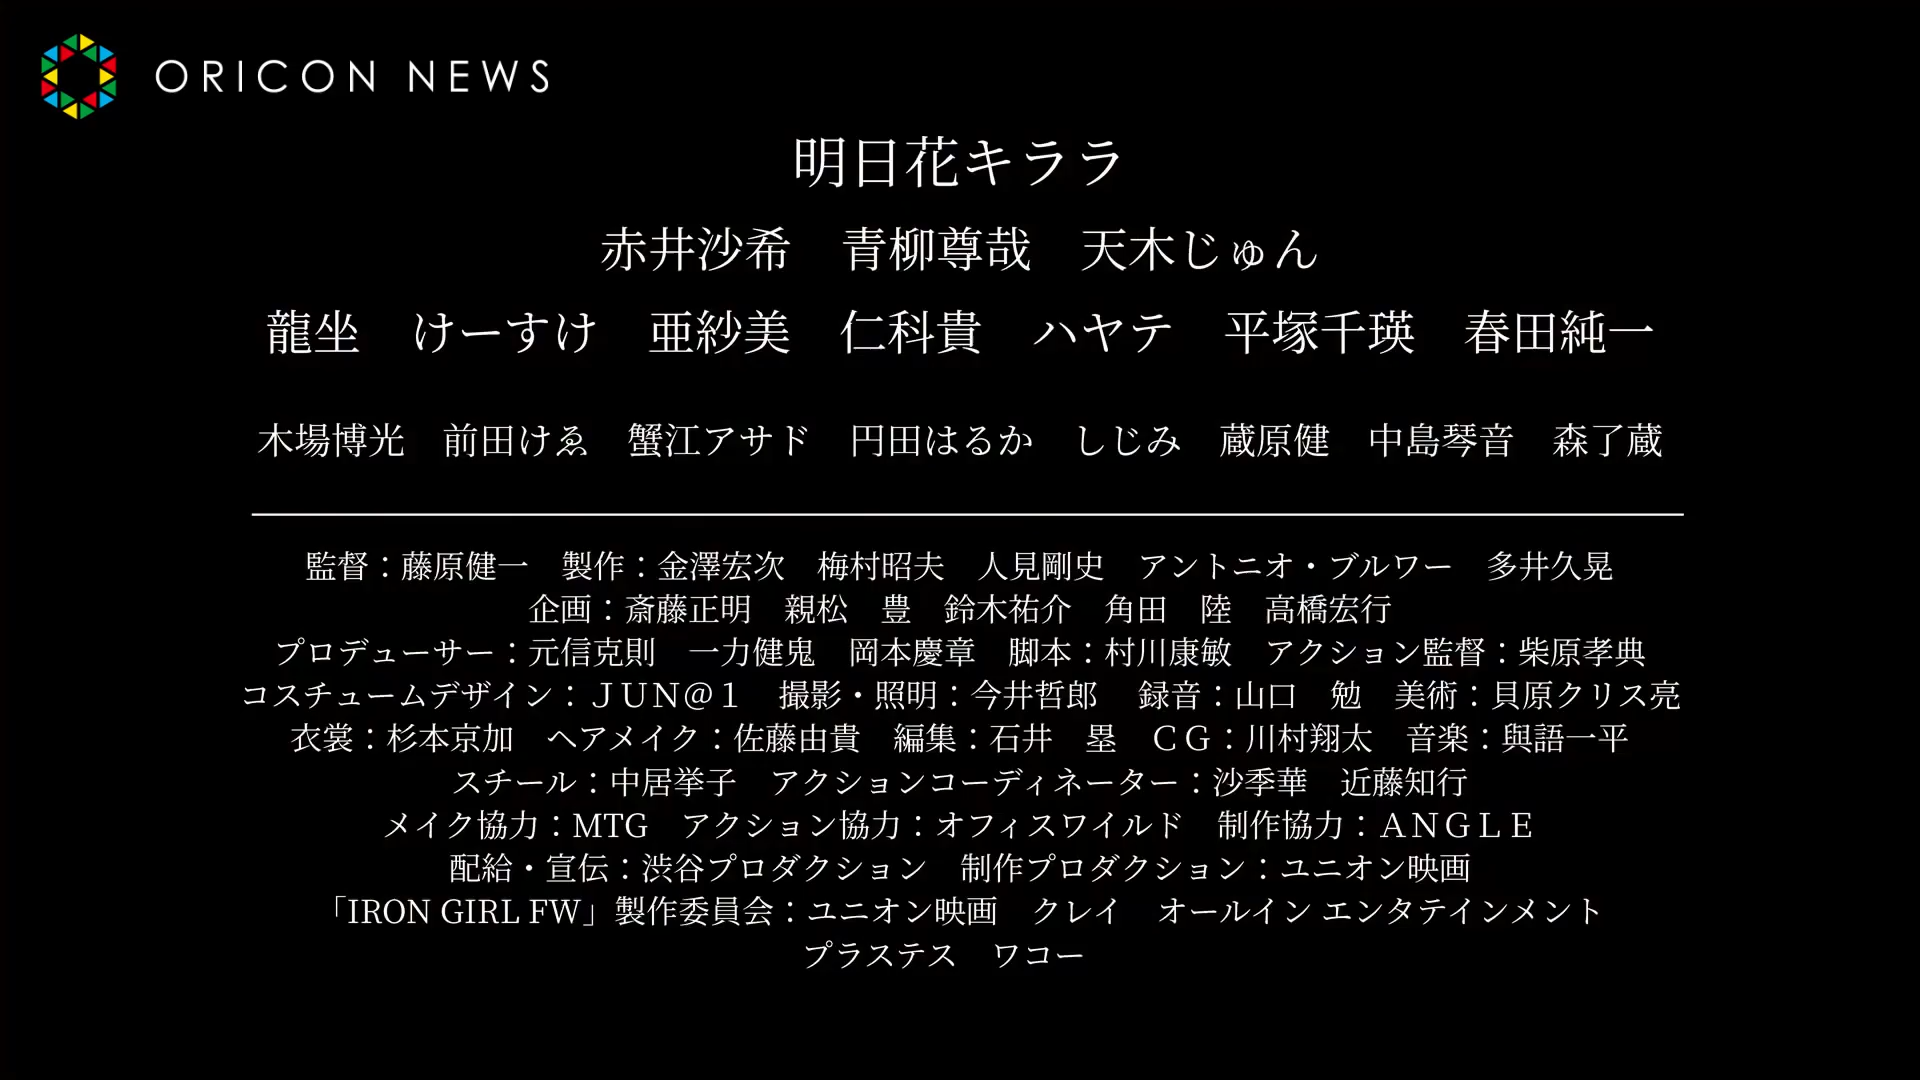 ORICON NEWS
明日花キララ
赤井沙希　青柳尊哉　天木じゅん
龍坐　けーすけ　亜紗美　仁科貴　ハヤテ　平塚千瑛　春田純一
木場博光　前田けゑ　蟹江アサド　円田はるか　しじみ　蔵原健　中島琴音　森了蔵
監督：藤原健一　製作：金澤宏次　梅村昭夫　人見剛史　アントニオ・ブルワー　多井久晃
企画：斎藤正明　親松　豊　鈴木祐介　角田　陸　高橋宏行
プロデューサー：元信克則　一力健鬼　岡本慶章　脚本：村川康敏　アクション監督：柴原孝典
コスチュームデザイン：ＪＵＮ＠１　撮影・照明：今井哲郎　録音：山口　勉　美術：貝原クリス亮
衣裳：杉本京加　ヘアメイク：佐藤由貴　編集：石井　塁　ＣＧ：川村翔太　音楽：與語一平
スチール：中居挙子　アクションコーディネーター：沙季華　近藤知行
メイク協力：MTG　アクション協力：オフィスワイルド　制作協力：ＡＮＧＬＥ
配給・宣伝：渋谷プロダクション　制作プロダクション：ユニオン映画
「IRON GIRL FW」製作委員会：ユニオン映画　クレイ　オールイン エンタテインメント
プラステス　ワコー